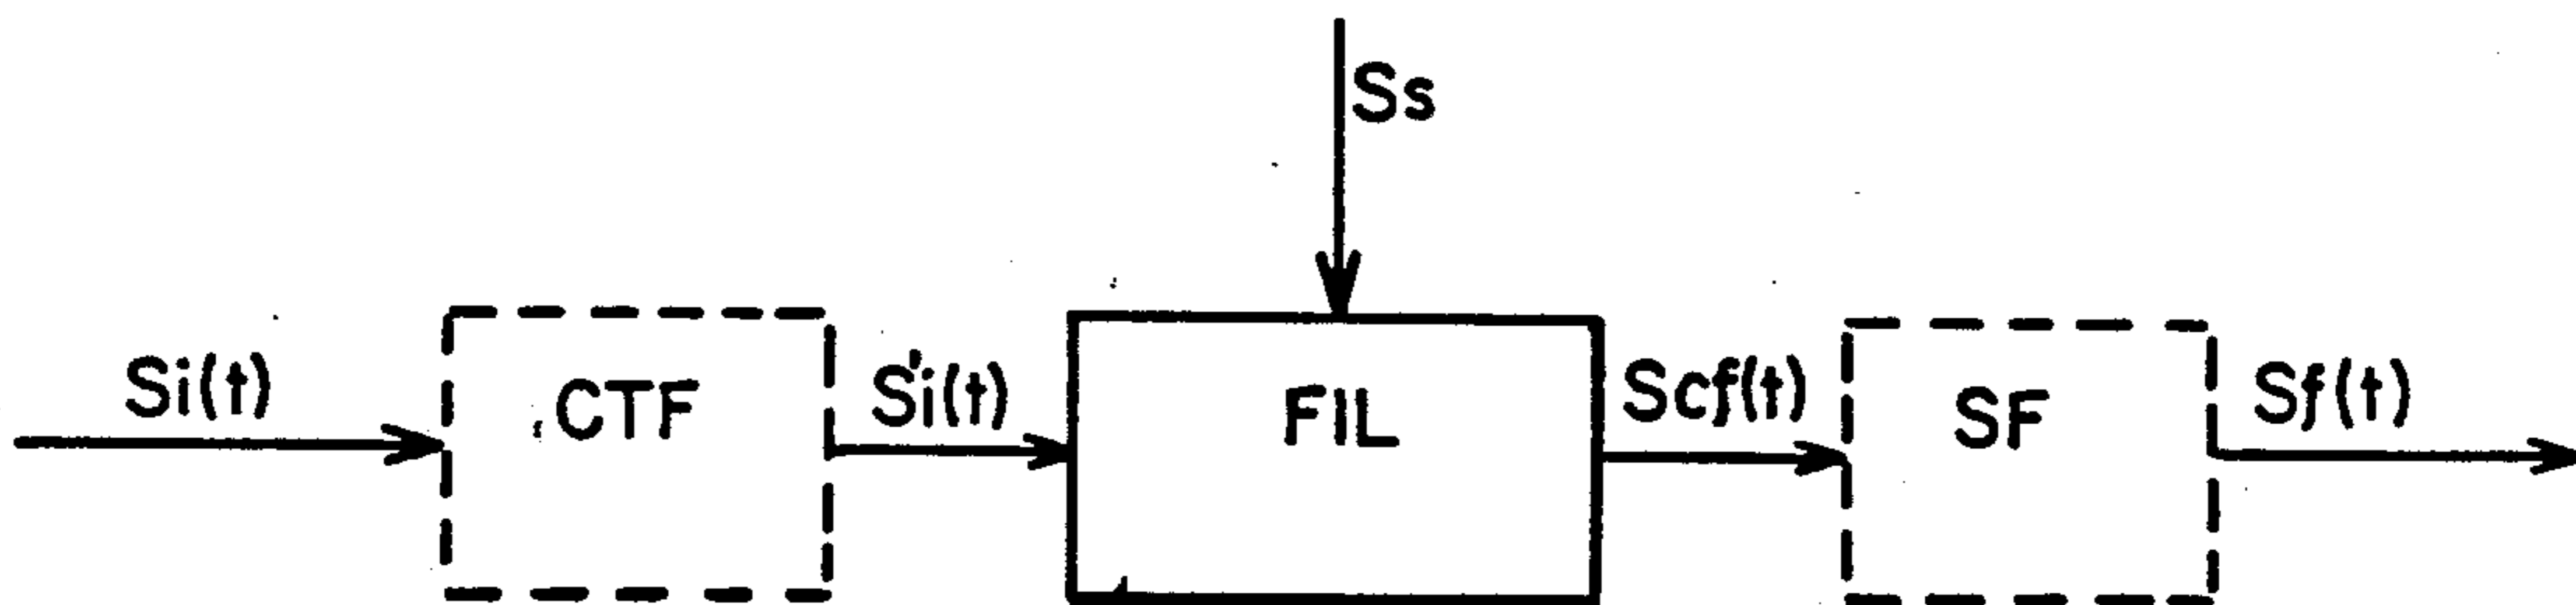 Ss
Si(t)
CTF
S'i(t)
FIL
Scf(t)
SF
Sf(t)